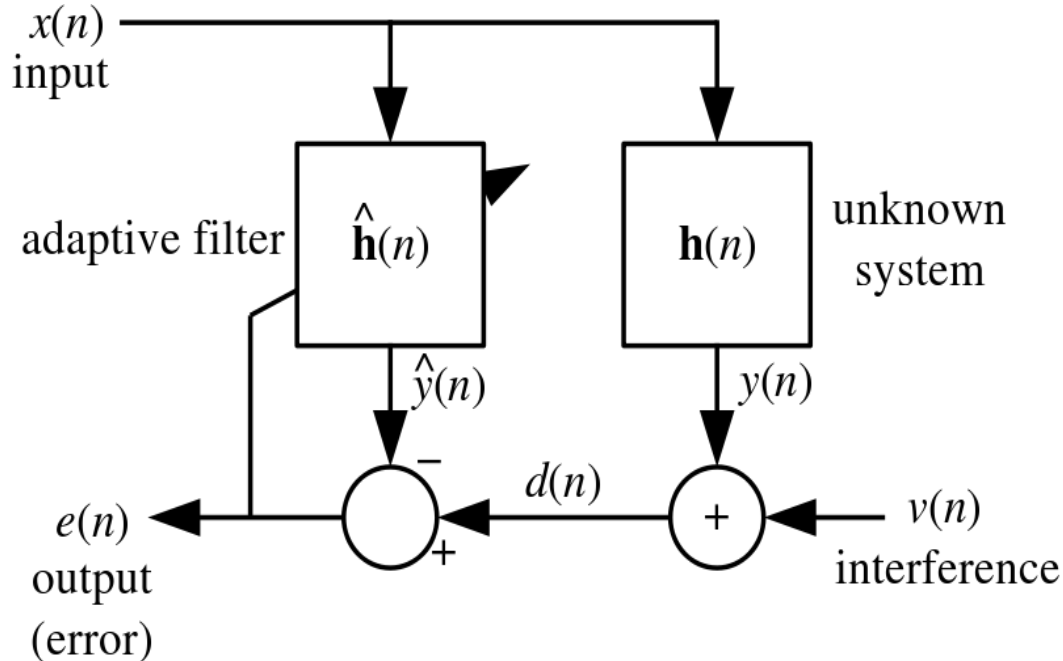 x(n)
input
adaptive filter
ĥ(n)
h(n)
unknown
system
ŷ(n)
y(n)
−
+
d(n)
+
v(n)
interference
e(n)
output
(error)